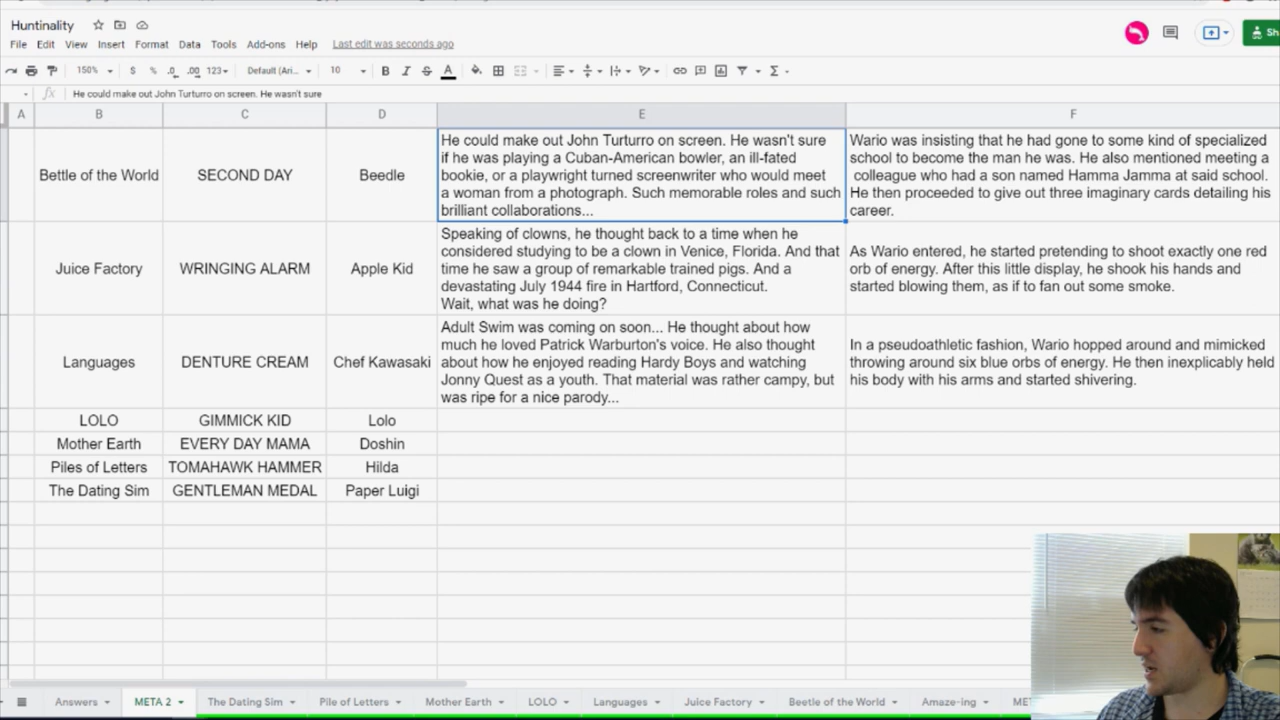 Huntinality
File Edit View Insert Format Data Tools Add-ons Help Last edit was seconds ago
150% $ % .0 .00 123 Default (Ari... 10 B I S A Σ
fx He could make out John Turturro on screen. He wasn't sure
A B C D E F
Bettle of the World SECOND DAY Beedle
He could make out John Turturro on screen. He wasn't sure
if he was playing a Cuban-American bowler, an ill-fated
bookie, or a playwright turned screenwriter who would meet
a woman from a photograph. Such memorable roles and such
brilliant collaborations...
Wario was insisting that he had gone to some kind of specialized
school to become the man he was. He also mentioned meeting a
colleague who had a son named Hamma Jamma at said school.
He then proceeded to give out three imaginary cards detailing his
career.
Juice Factory WRINGING ALARM Apple Kid
Speaking of clowns, he thought back to a time when he
considered studying to be a clown in Venice, Florida. And that
time he saw a group of remarkable trained pigs. And a
devastating July 1944 fire in Hartford, Connecticut.
Wait, what was he doing?
As Wario entered, he started pretending to shoot exactly one red
orb of energy. After this little display, he shook his hands and
started blowing them, as if to fan out some smoke.
Languages DENTURE CREAM Chef Kawasaki
Adult Swim was coming on soon... He thought about how
much he loved Patrick Warburton's voice. He also thought
about how he enjoyed reading Hardy Boys and watching
Jonny Quest as a youth. That material was rather campy, but
was ripe for a nice parody...
In a pseudoathletic fashion, Wario hopped around and mimicked
throwing around six blue orbs of energy. He then inexplicably held
his body with his arms and started shivering.
LOLO GIMMICK KID Lolo
Mother Earth EVERY DAY MAMA Doshin
Piles of Letters TOMAHAWK HAMMER Hilda
The Dating Sim GENTLEMAN MEDAL Paper Luigi
Answers META 2 The Dating Sim Pile of Letters Mother Earth LOLO Languages Juice Factory Beetle of the World Amaze-ing